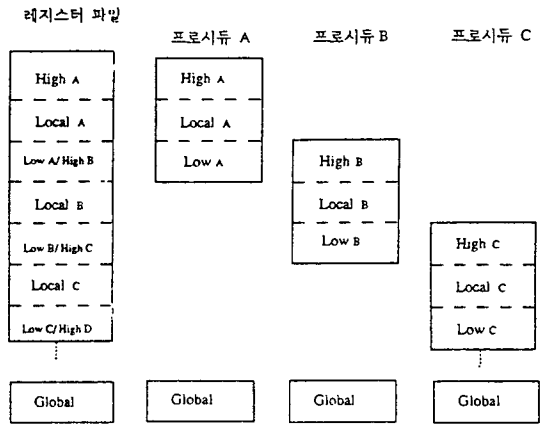 레지스터 파일
프로시듀 A
프로시듀 B
프로시듀 C
High A
Local A
Low A/High B
Local B
Low B/High C
Local C
Low C/High D
Global
High A
Local A
Low A
Global
High B
Local B
Low B
Global
High C
Local C
Low C
Global